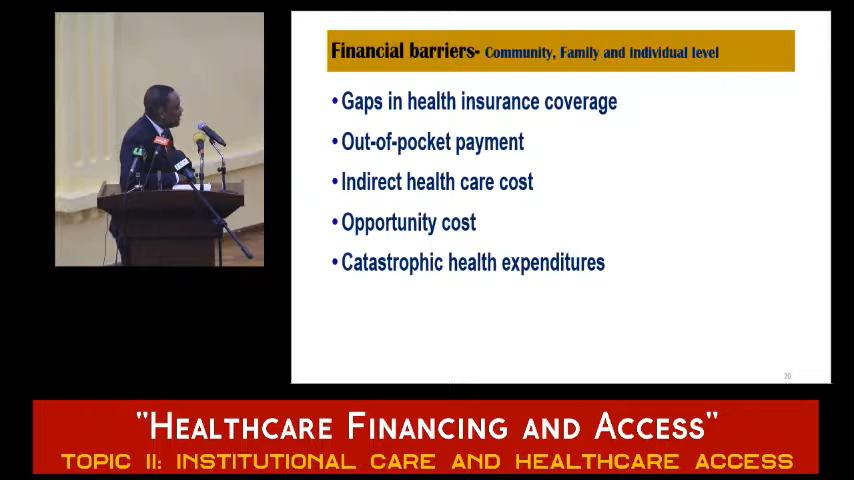 Financial barriers- Community, Family and individual level
• Gaps in health insurance coverage
• Out-of-pocket payment
• Indirect health care cost
• Opportunity cost
• Catastrophic health expenditures
20
"Healthcare Financing and Access"
Topic II: Institutional Care and Healthcare Access